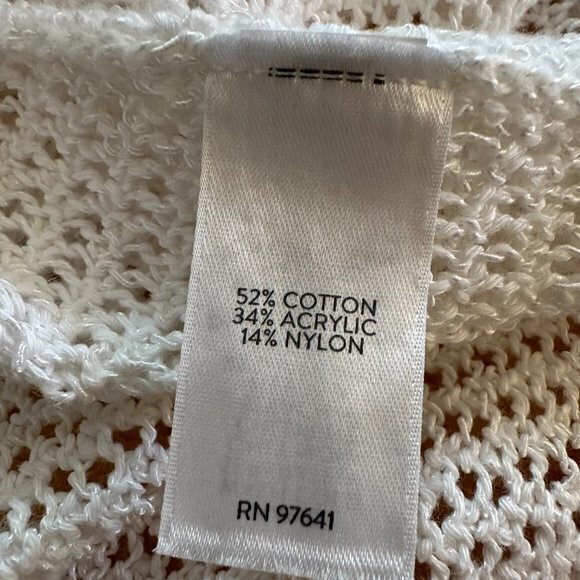 52% COTTON
34% ACRYLIC
14% NYLON
RN 97641